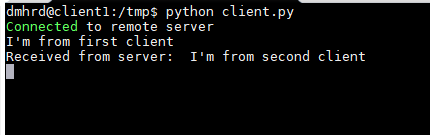 dmhrd@client1:/tmp$ python client.py
Connected to remote server
I'm from first client
Received from server:  I'm from second client